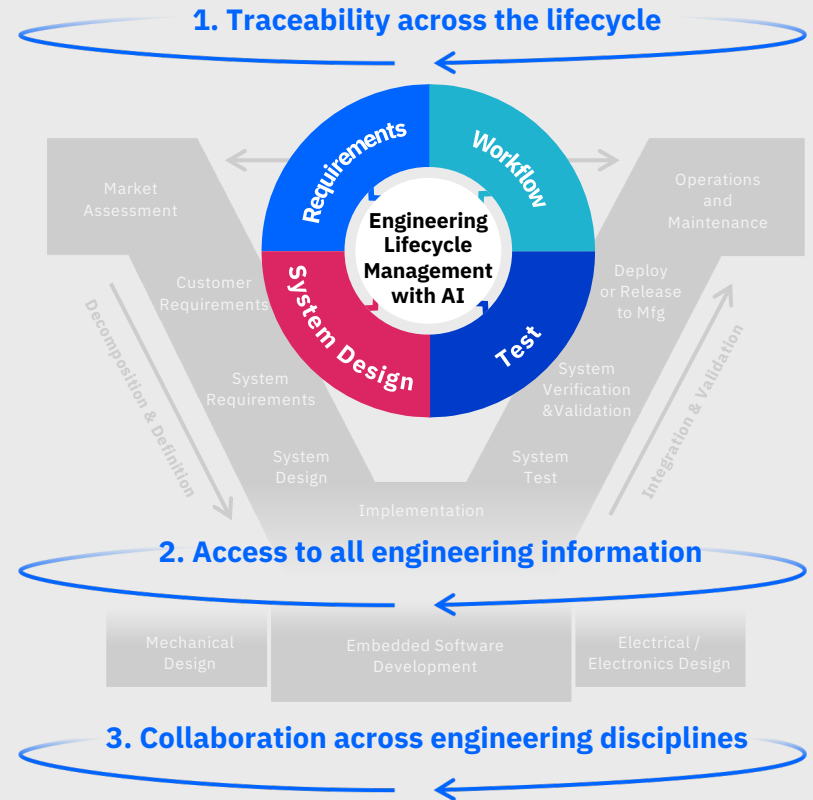 1. Traceability across the lifecycle
Requirements
Workflow
Market
Assessment
Operations
and
Maintenance
Engineering
Lifecycle
Management
with AI
Customer
Requirements
Deploy
or Release
to Mfg
System Design
Test
Decomposition & Definition
Integration & Validation
System
Requirements
System
Verification
&Validation
System
Design
System
Test
Implementation
2. Access to all engineering information
Mechanical
Design
Embedded Software
Development
Electrical /
Electronics Design
3. Collaboration across engineering disciplines